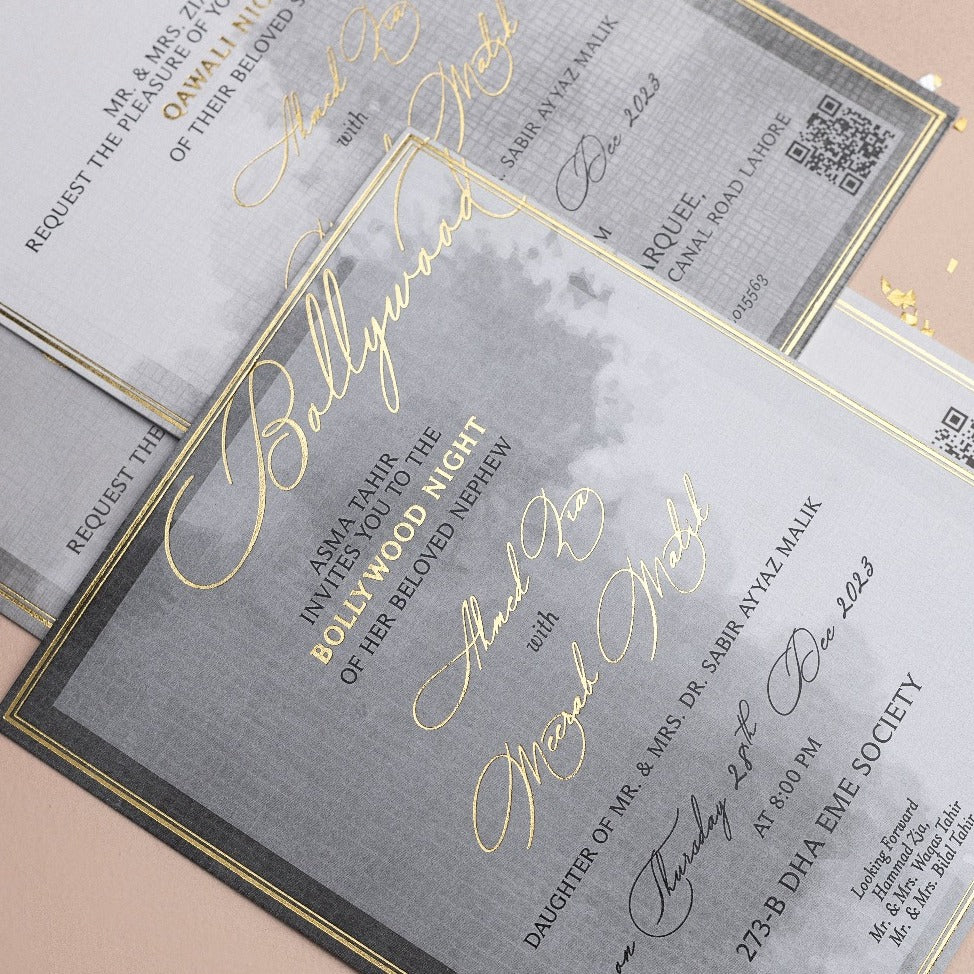 MR. & MRS.
REQUEST THE PLEASURE OF
QAWALI
OF THEIR BELOVED
Ahmed Zia
with
Malik
SABIR AYYAZ MALIK
Dec 2023
CANAL ROAD LAHORE
015563
REQUEST THE
Bollywood
ASMA TAHIR
INVITES YOU TO THE
BOLLYWOOD NIGHT
OF HER BELOVED NEPHEW
Ahmed Zia
with
Meerab Malik
DAUGHTER OF MR. & MRS. DR. SABIR AYYAZ MALIK
on Thursday 28th Dec 2023
AT 8:00 PM
273-B DHA EME SOCIETY
Looking Forward
Hammad Zia,
Mr. & Mrs. Waqas Tahir
Mr. & Mrs. Bilal Tahir